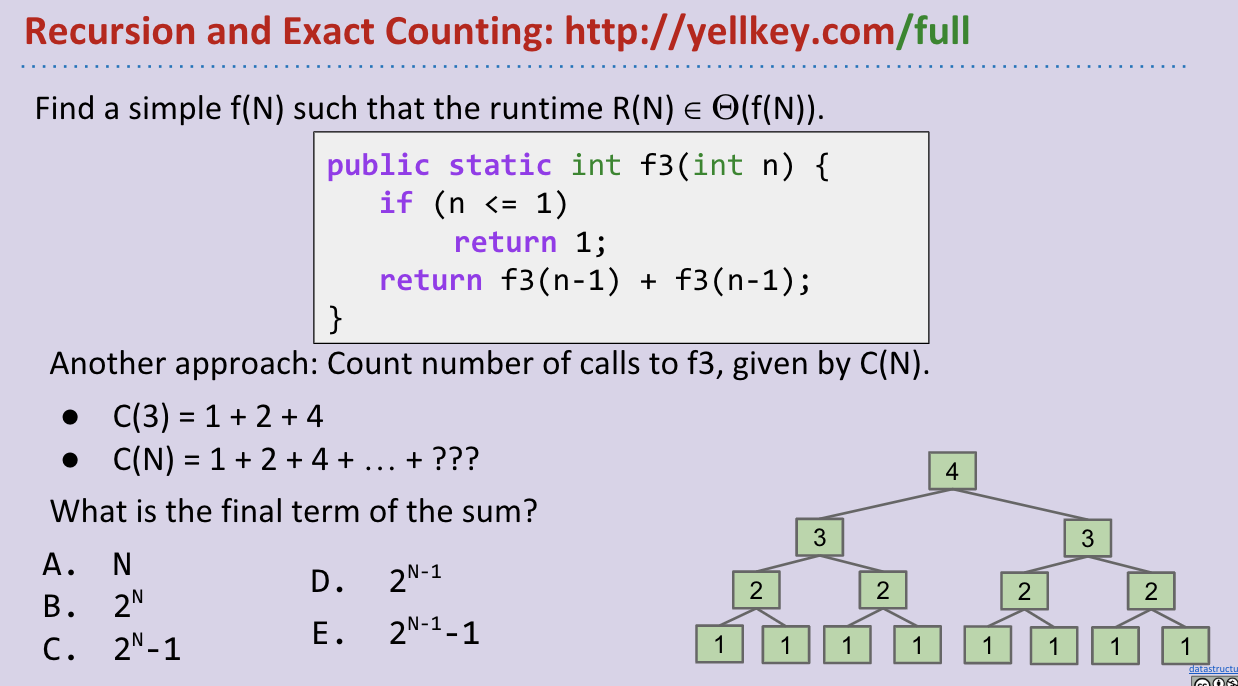 Recursion and Exact Counting: http://yellkey.com/full
Find a simple f(N) such that the runtime R(N) ∈ Θ(f(N)).
public static int f3(int n) {
if (n <= 1)
return 1;
return f3(n-1) + f3(n-1);
}
Another approach: Count number of calls to f3, given by C(N).
● C(3) = 1 + 2 + 4
● C(N) = 1 + 2 + 4 + … + ???
What is the final term of the sum?
A. N
B. 2^N
C. 2^N-1
D. 2^{N-1}
E. 2^{N-1}-1
4
3 3
2 2 2 2
1 1 1 1 1 1 1 1
datastructu